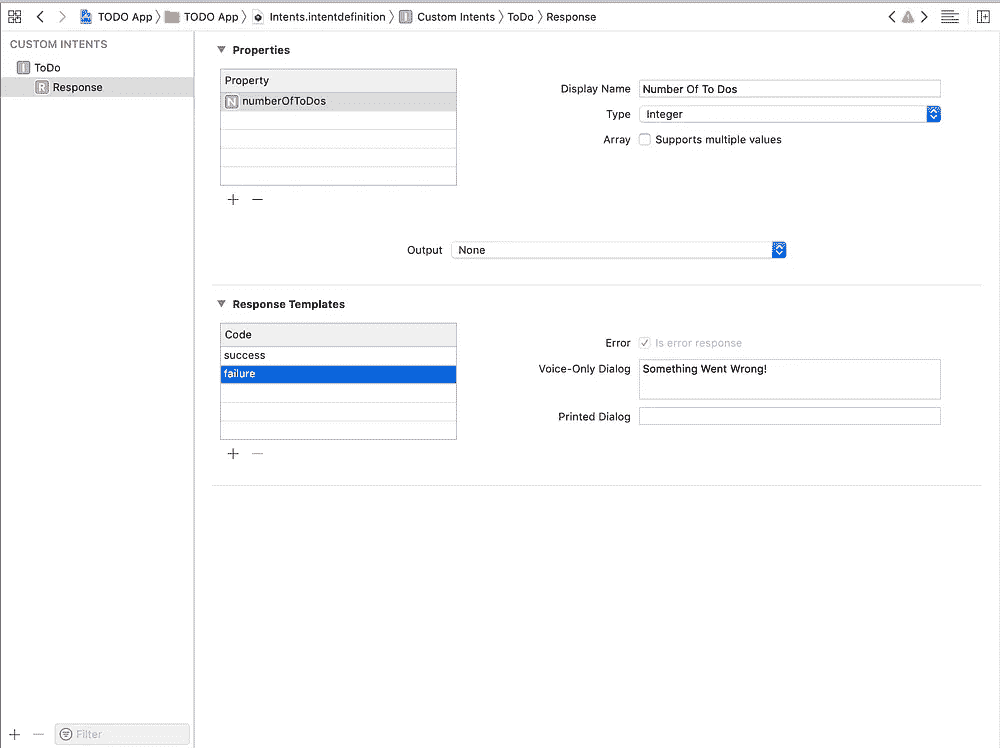 TODO App TODO App Intents.intentdefinition Custom Intents ToDo Response
CUSTOM INTENTS
ToDo
Response
Properties
Property
numberOfToDos
Display Name Number Of To Dos
Type Integer
Array Supports multiple values
Output None
Response Templates
Code
success
failure
Error Is error response
Voice-Only Dialog Something Went Wrong!
Printed Dialog
Filter